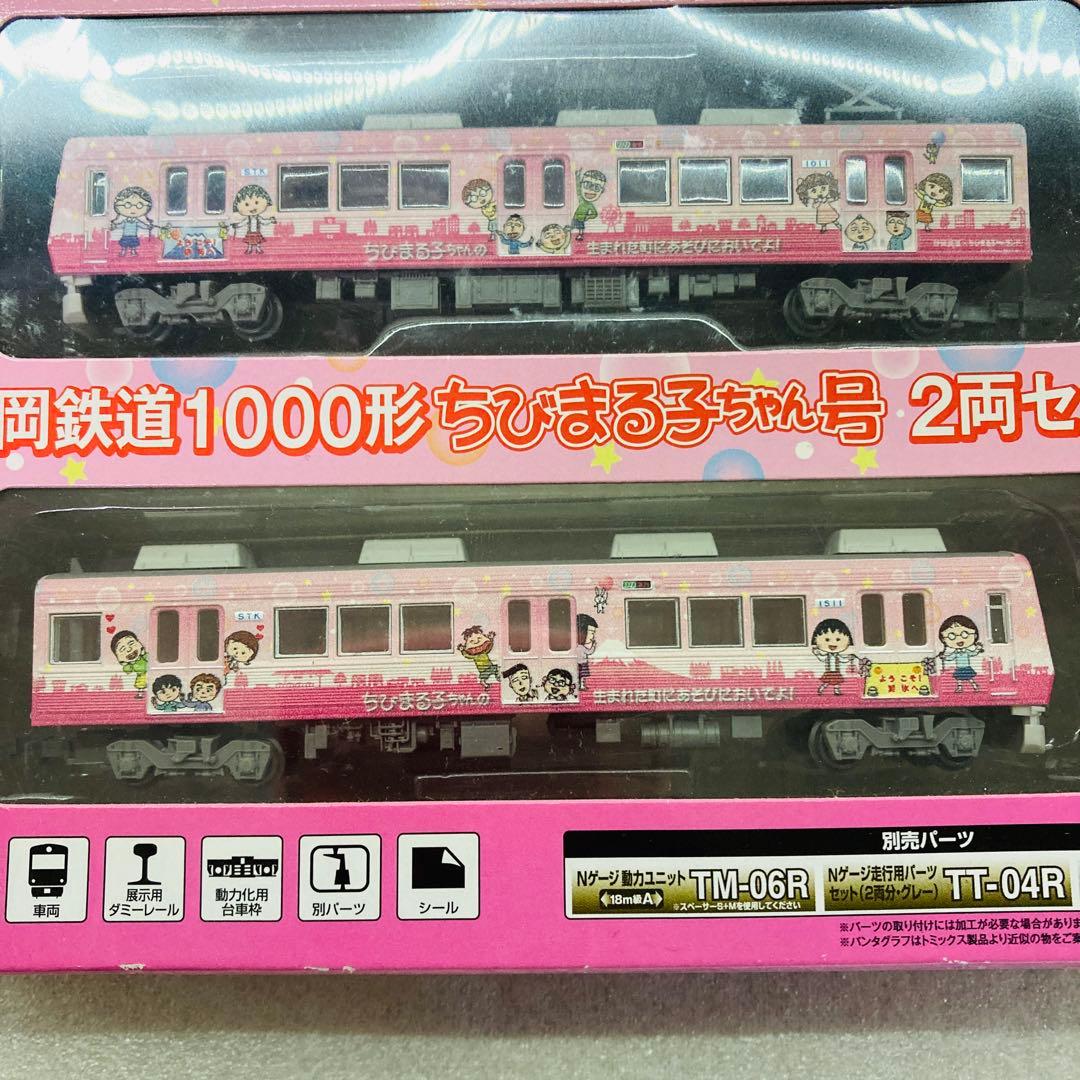 STK
1011
ちびまる子ちゃんの
生まれた町にあそびにおいでよ!
岡鉄道1000形ちびまる子ちゃん号 2両セ
STK
1511
ちびまる子ちゃんの
生まれた町にあそびにおいでよ!
ようこそ!
清水へ
車両
展示用
ダミーレール
動力化用
台車枠
別パーツ
シール
別売パーツ
Nゲージ 動力ユニット TM-06R
18m級A
※スペーサーS+Mを使用してください
Nゲージ走行用パーツ
セット(2両分・グレー) TT-04R
※パーツの取り付けには加工が必要な場合がありま
※パンタグラフはトミックス製品より近似の物をご案